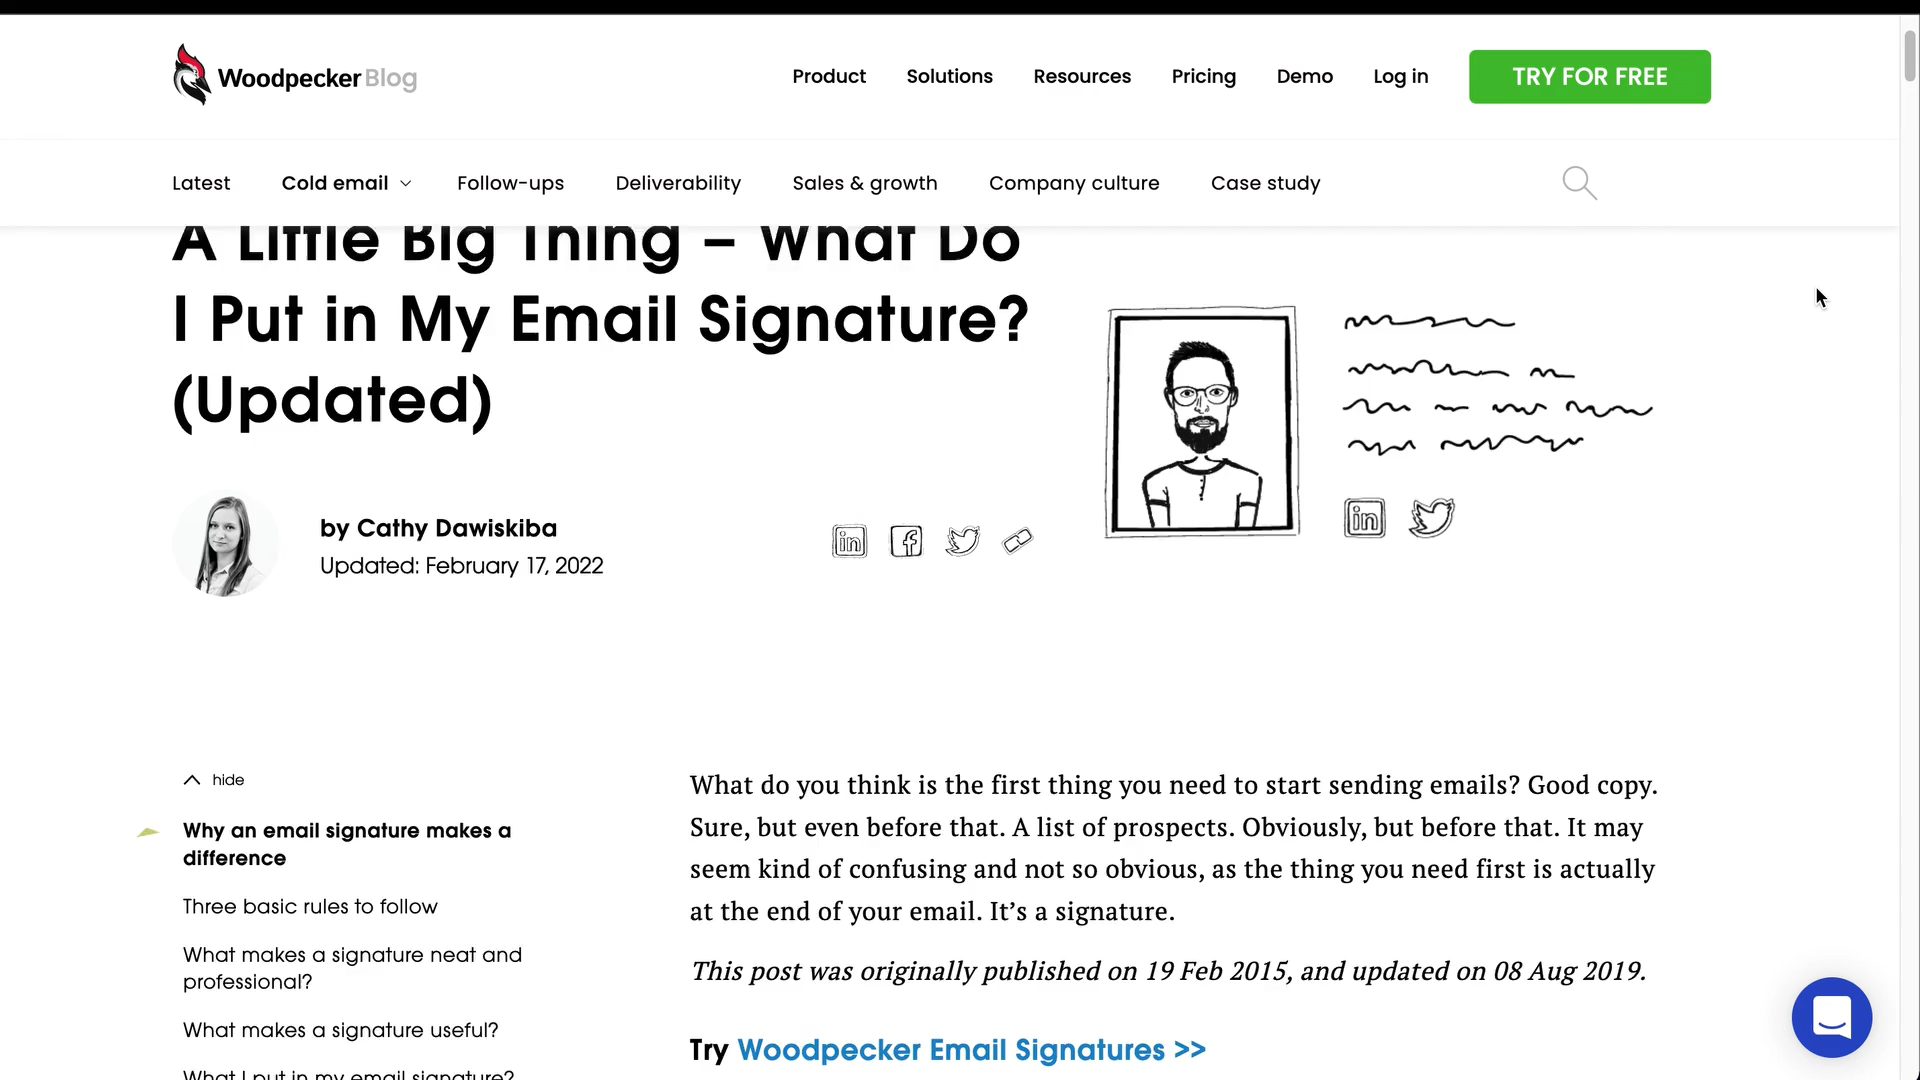 Woodpecker Blog
Product Solutions Resources Pricing Demo Log in TRY FOR FREE
Latest Cold email Follow-ups Deliverability Sales & growth Company culture Case study
A Little Big Thing – What Do
I Put in My Email Signature?
(Updated)
by Cathy Dawiskiba
Updated: February 17, 2022
hide
Why an email signature makes a
difference
Three basic rules to follow
What makes a signature neat and
professional?
What makes a signature useful?
What I put in my email signature?
What do you think is the first thing you need to start sending emails? Good copy.
Sure, but even before that. A list of prospects. Obviously, but before that. It may
seem kind of confusing and not so obvious, as the thing you need first is actually
at the end of your email. It’s a signature.
This post was originally published on 19 Feb 2015, and updated on 08 Aug 2019.
Try Woodpecker Email Signatures >>